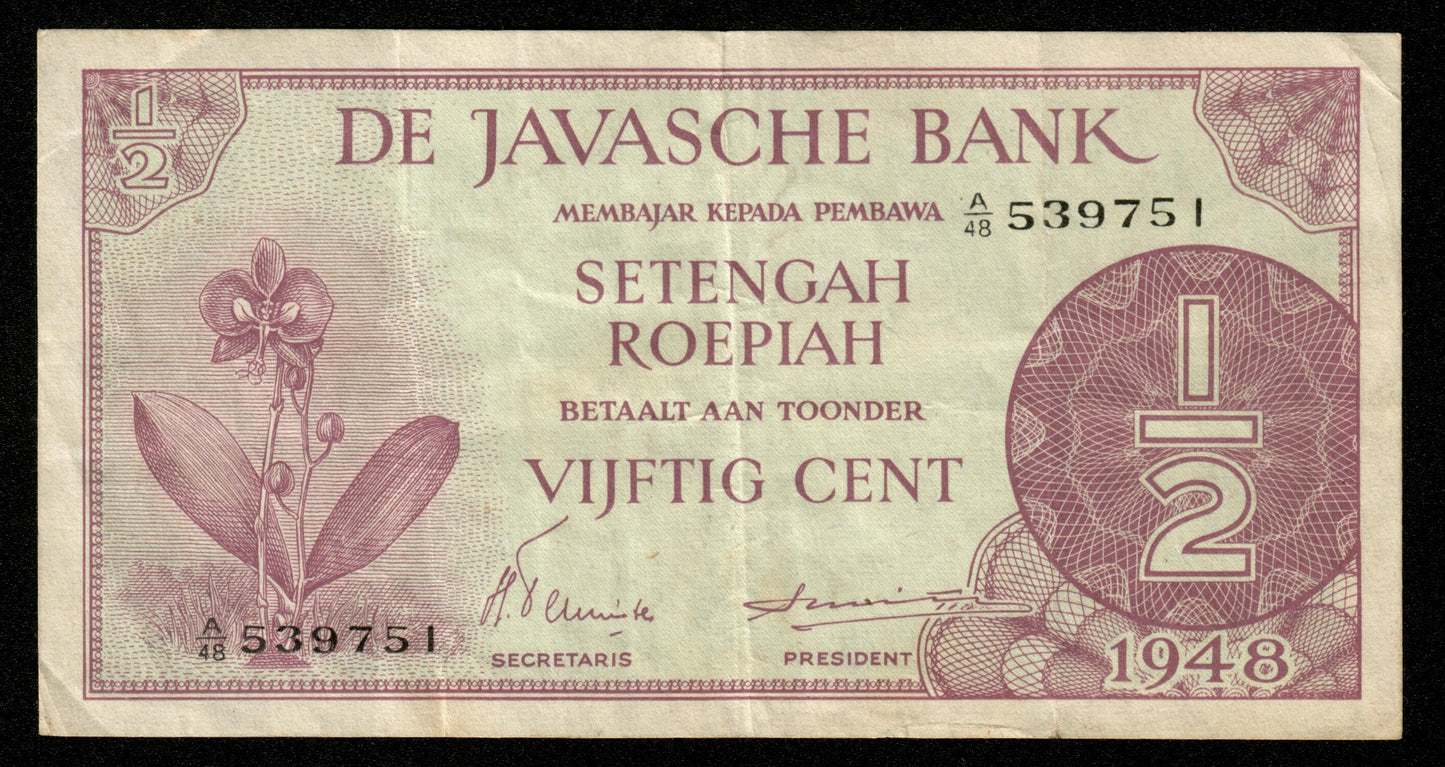 1/2
DE JAVASCHE BANK
MEMBAJAR KEPADA PEMBAWA A/48 539751
SETENGAH
ROEPIAH
BETAALT AAN TOONDER
VIJFTIG CENT
1/2
A/48 539751
SECRETARIS PRESIDENT
1948